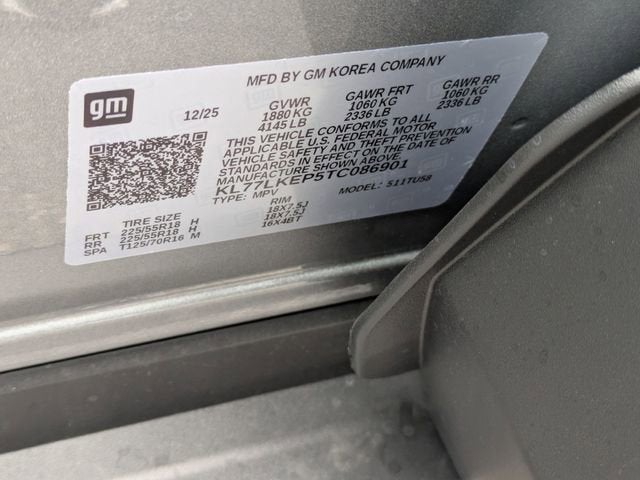 gm
MFD BY GM KOREA COMPANY
12/25
GVWR GAWR FRT GAWR RR
1880 KG 1060 KG 1060 KG
4145 LB 2336 LB 2336 LB
THIS VEHICLE CONFORMS TO ALL
APPLICABLE U.S. FEDERAL MOTOR
VEHICLE SAFETY AND THEFT PREVENTION
STANDARDS IN EFFECT ON THE DATE OF
MANUFACTURE SHOWN ABOVE.
KL77LKEP5TC086901
TYPE: MPV MODEL: 511TU58
TIRE SIZE RIM
FRT 225/55R18 H 18X7.5J
RR 225/55R18 H 18X7.5J
SPA T125/70R16 M 16X4BT